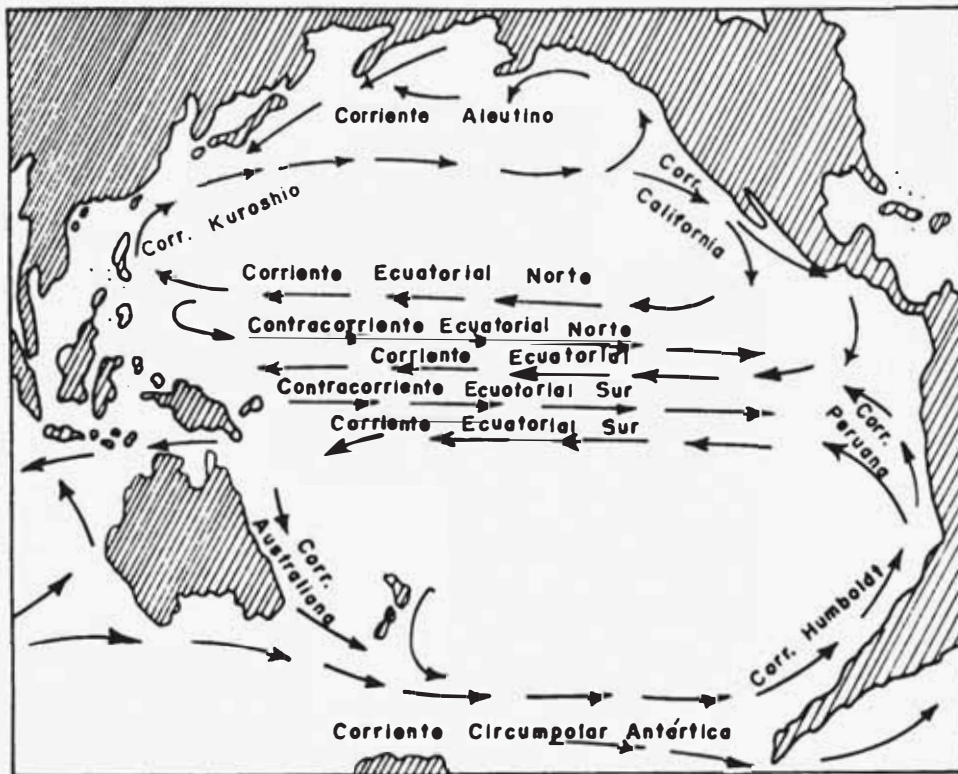 Corriente Aleutino
Corr. Kuroshio
Corr.
California
Corriente Ecuatorial Norte
Contracorriente Ecuatorial Norte
Corriente Ecuatorial
Contracorriente Ecuatorial Sur
Corriente Ecuatorial Sur
Corr.
Peruana
Corr.
Australiana
Corr. Humboldt
Corriente Circumpolar Antártica